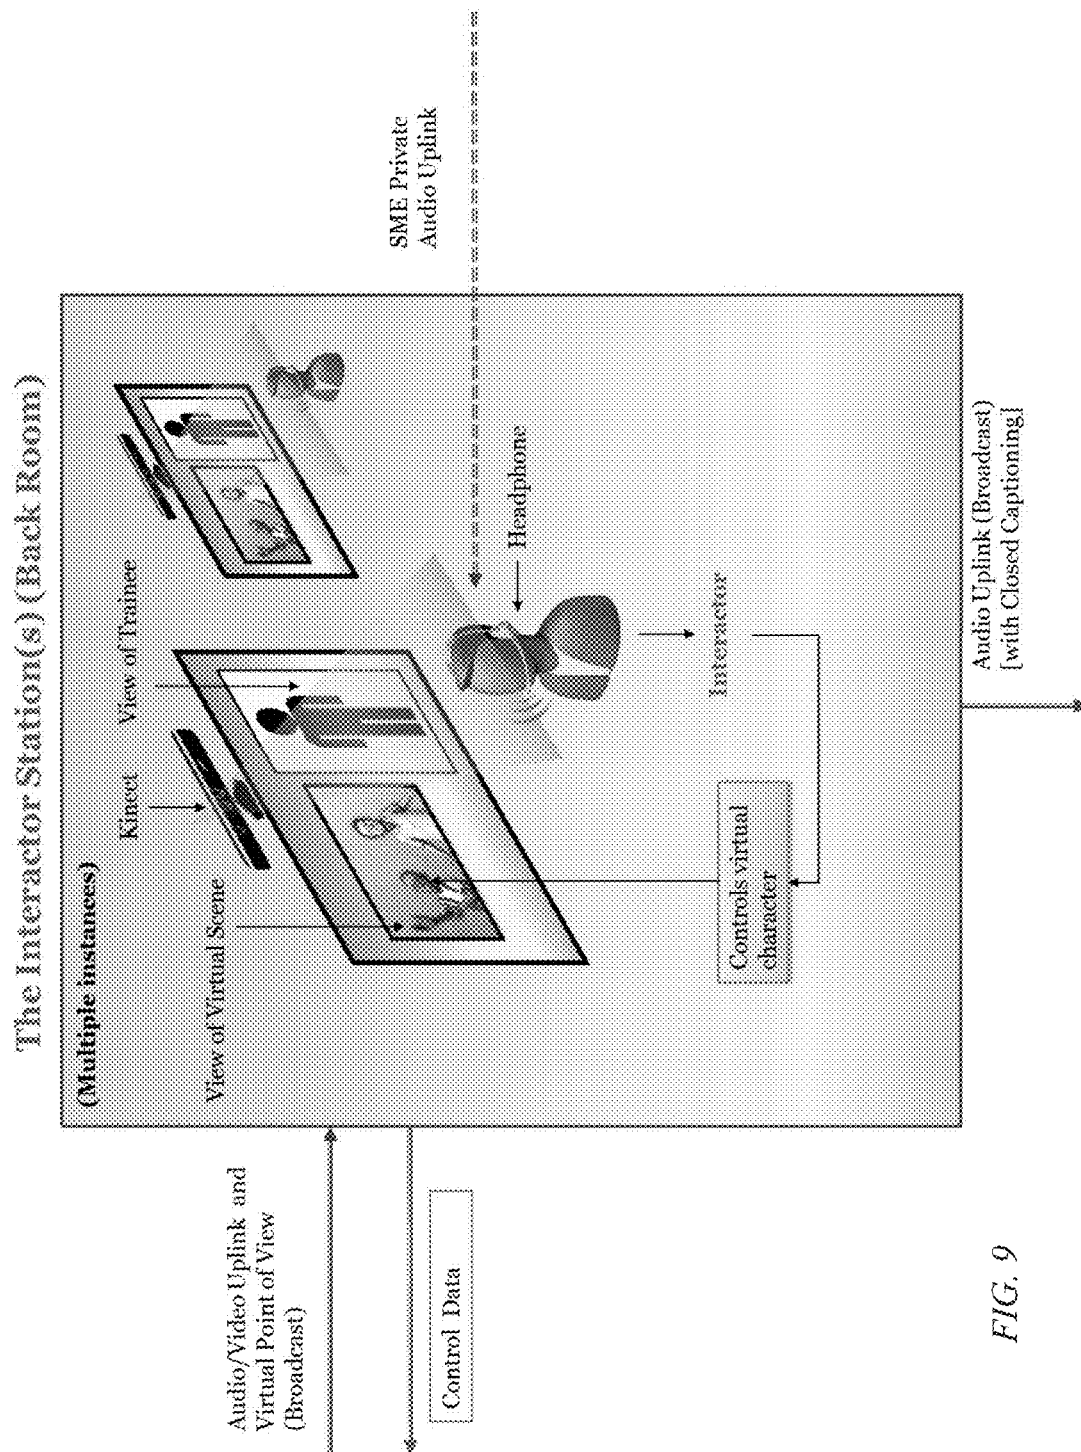 The Interactor Station(s) (Back Room)
(Multiple instances)
Kinect
View of Trainee
View of Virtual Scene
SME Private
Audio Uplink
Headphone
Interactor
Controls virtual
character
Audio/Video Uplink and
Virtual Point of View
(Broadcast)
Control Data
Audio Uplink (Broadcast)
[with Closed Captioning]
FIG. 9